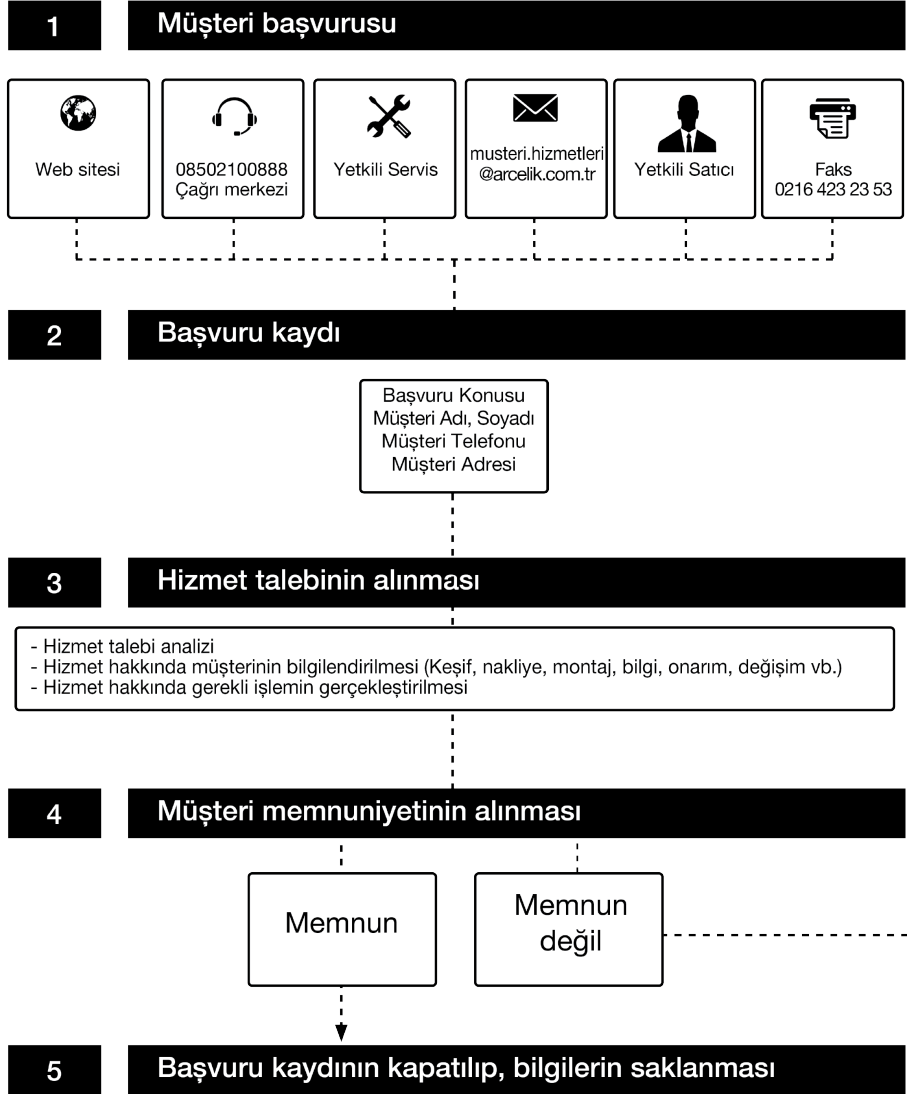 1
Müşteri başvurusu
Web sitesi
08502100888
Çağrı merkezi
Yetkili Servis
musteri.hizmetleri
@arcelik.com.tr
Yetkili Satıcı
Faks
0216 423 23 53
2
Başvuru kaydı
Başvuru Konusu
Müşteri Adı, Soyadı
Müşteri Telefonu
Müşteri Adresi
3
Hizmet talebinin alınması
- Hizmet talebi analizi
- Hizmet hakkında müşterinin bilgilendirilmesi (Keşif, nakliye, montaj, bilgi, onarım, değişim vb.)
- Hizmet hakkında gerekli işlemin gerçekleştirilmesi
4
Müşteri memnuniyetinin alınması
Memnun
Memnun
değil
5
Başvuru kaydının kapatılıp, bilgilerin saklanması